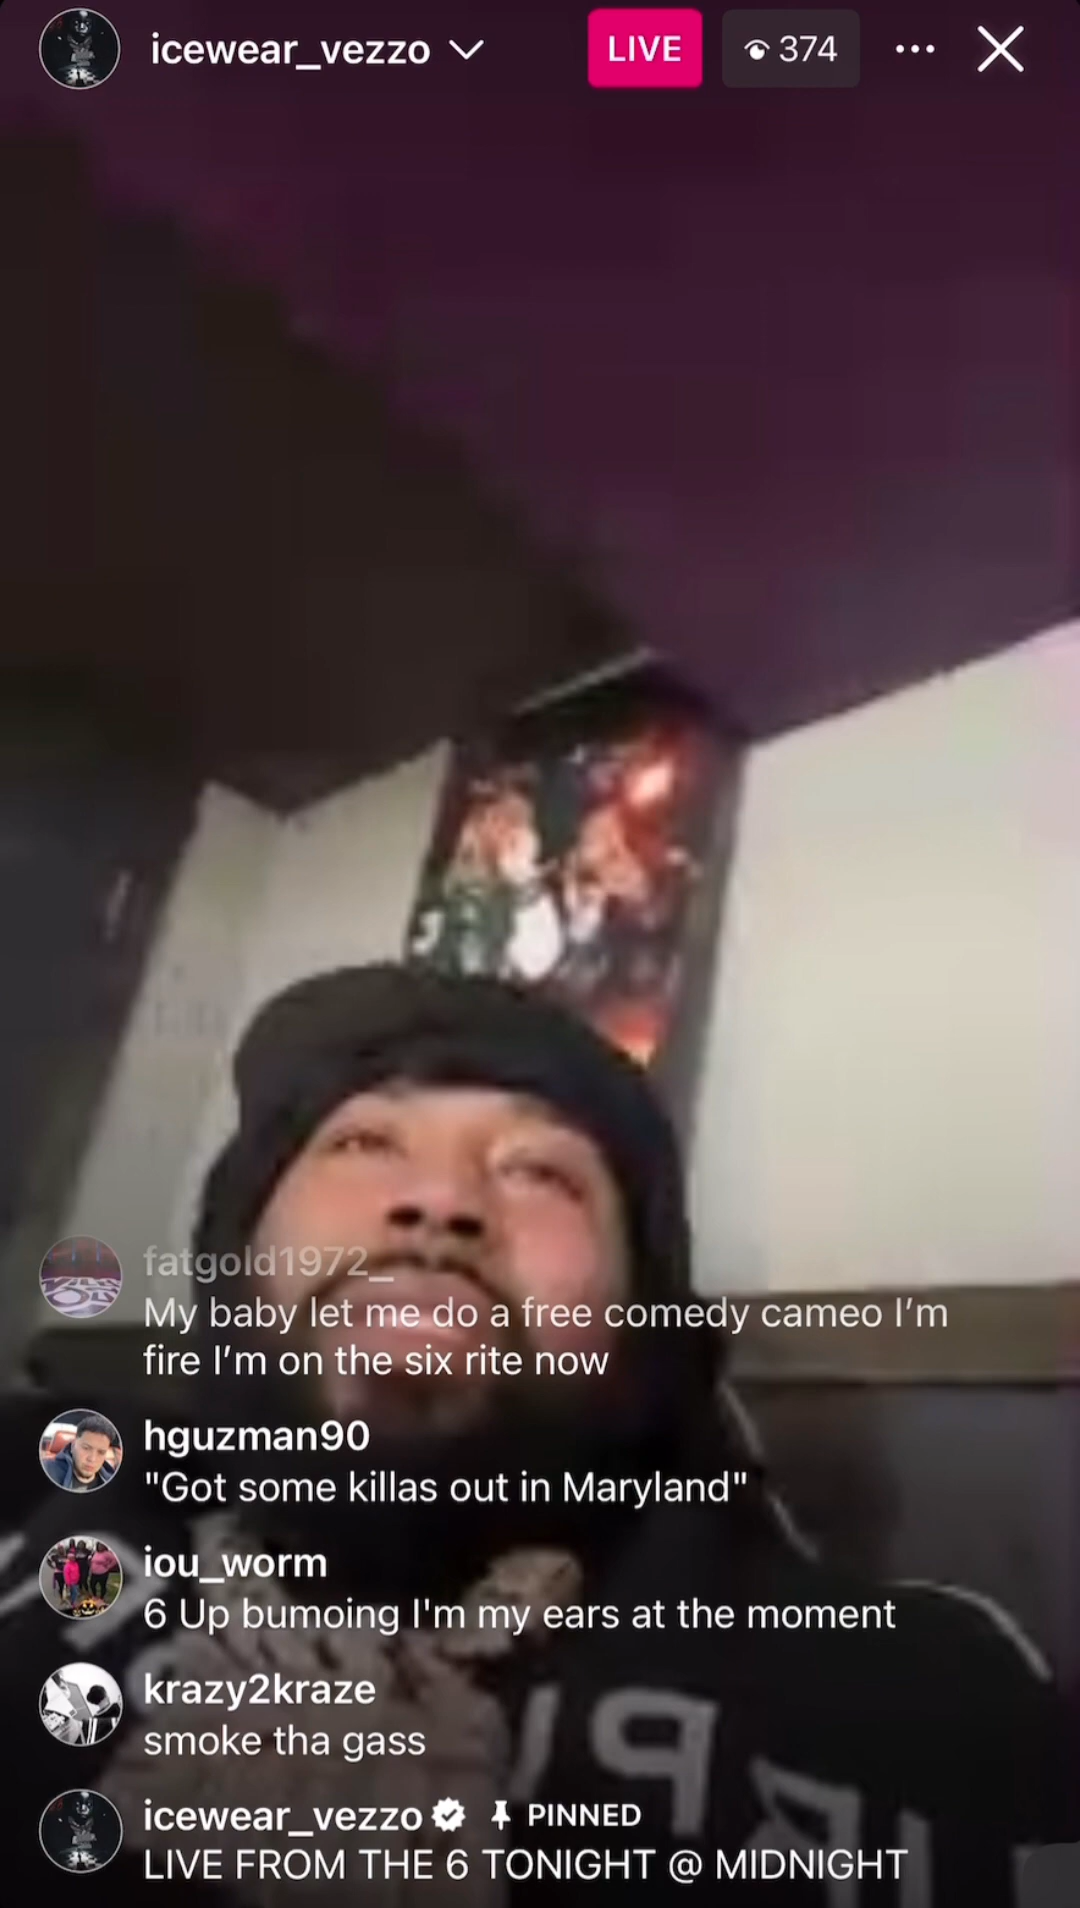 icewear_vezzo
LIVE
374
fatgold1972_
My baby let me do a free comedy cameo I’m
fire I’m on the six rite now
hguzman90
"Got some killas out in Maryland"
iou_worm
6 Up bumoing I'm my ears at the moment
krazy2kraze
smoke tha gass
icewear_vezzo PINNED
LIVE FROM THE 6 TONIGHT @ MIDNIGHT